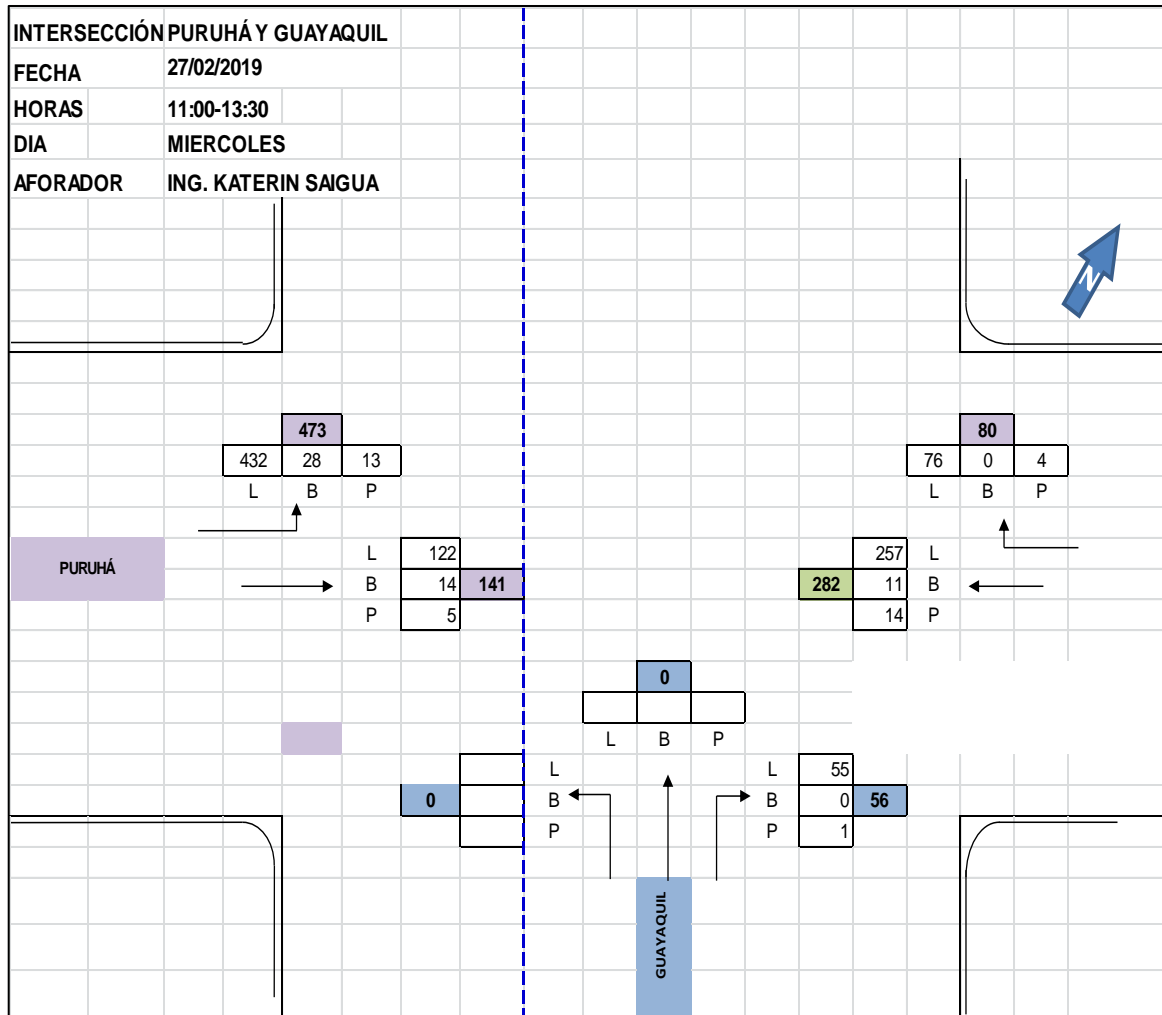 INTERSECCIÓN PURUHÁ Y GUAYAQUIL
FECHA 27/02/2019
HORAS 11:00-13:30
DIA MIERCOLES
AFORADOR ING. KATERIN SAIGUA
N
473
432 28 13
L B P
80
76 0 4
L B P
PURUHÁ
L 122
B 14 141
P 5
257 L
282 11 B
14 P
0
L B P
L
0 B
P
L 55
B 0 56
P 1
GUAYAQUIL